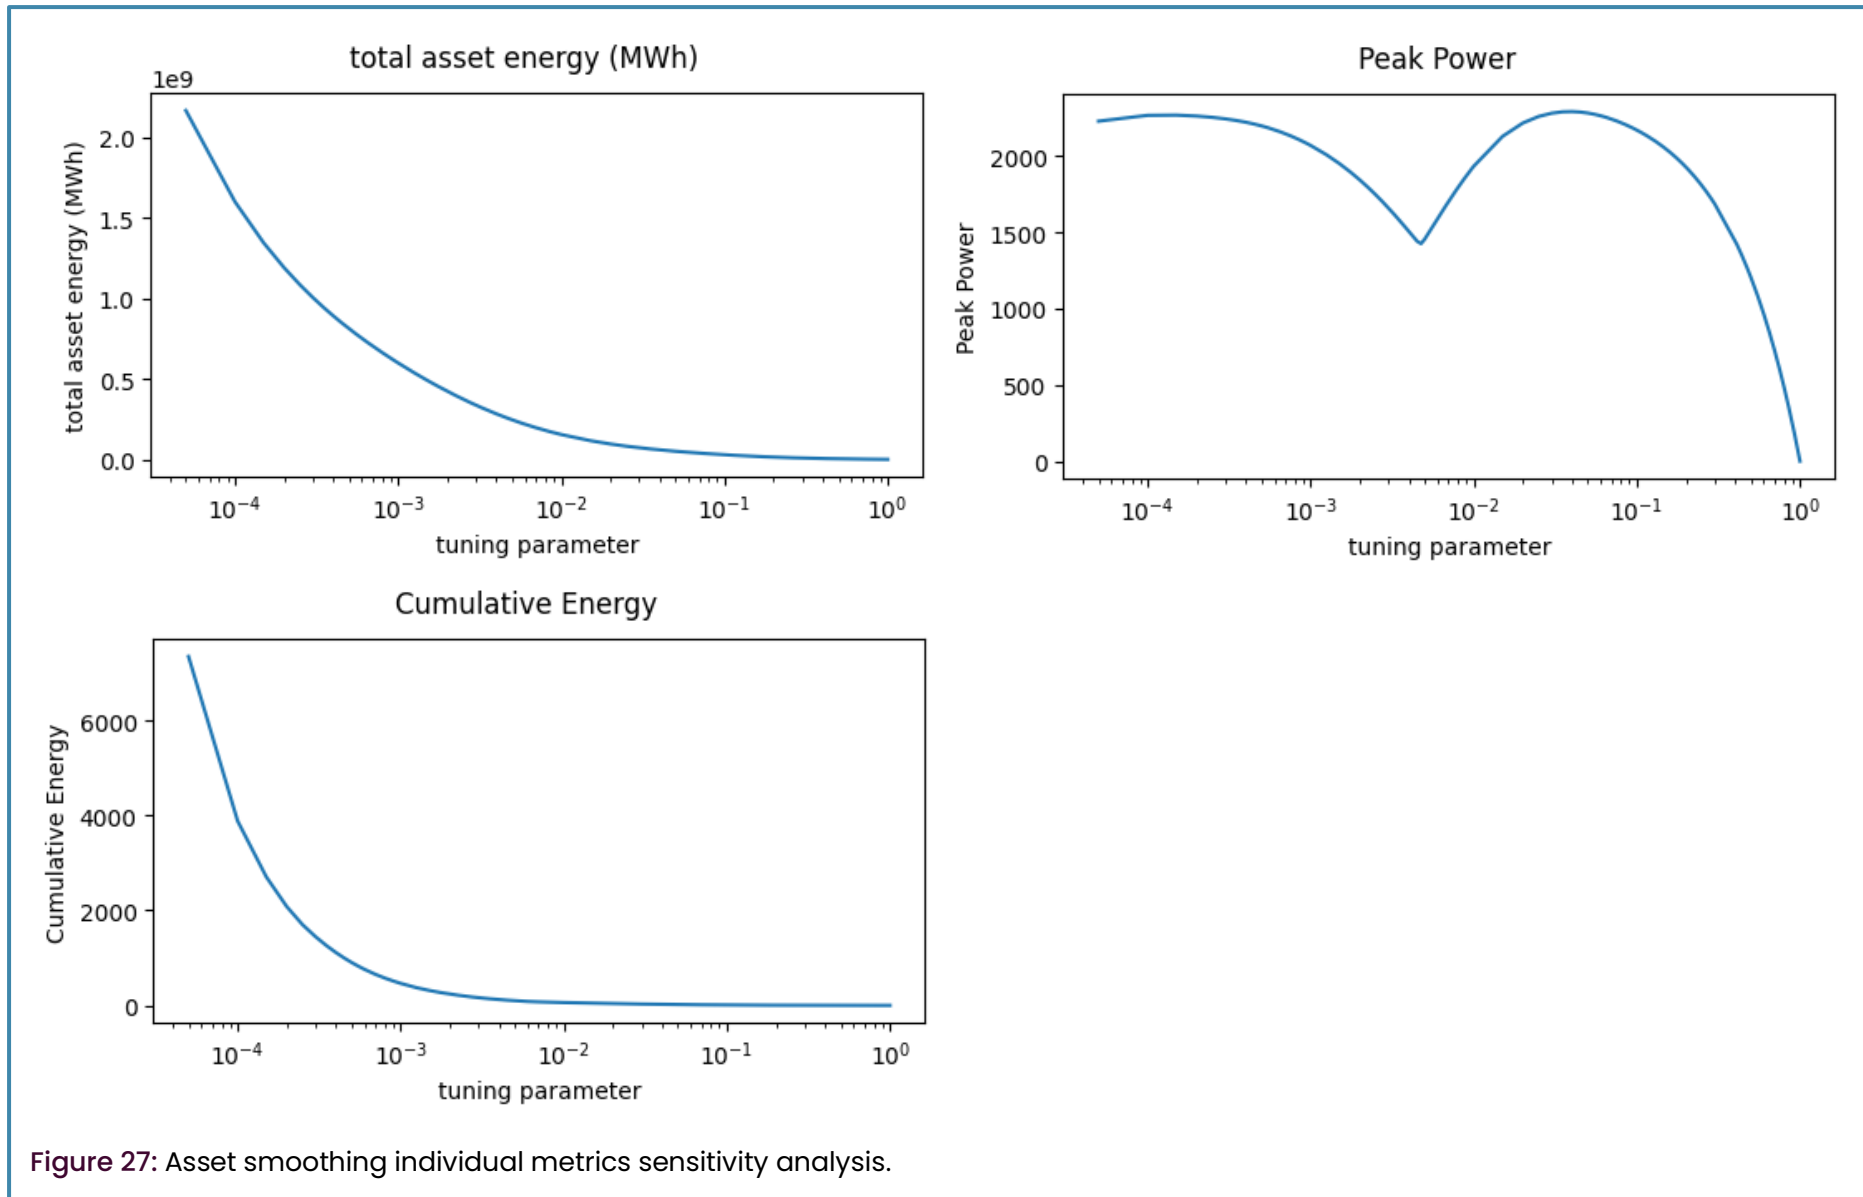 total asset energy (MWh)
1e9
total asset energy (MWh)
2.0
1.5
1.0
0.5
0.0
10⁻⁴ 10⁻³ 10⁻² 10⁻¹ 10⁰
tuning parameter
Peak Power
Peak Power
2000
1500
1000
500
0
10⁻⁴ 10⁻³ 10⁻² 10⁻¹ 10⁰
tuning parameter
Cumulative Energy
Cumulative Energy
6000
4000
2000
0
10⁻⁴ 10⁻³ 10⁻² 10⁻¹ 10⁰
tuning parameter
Figure 27: Asset smoothing individual metrics sensitivity analysis.